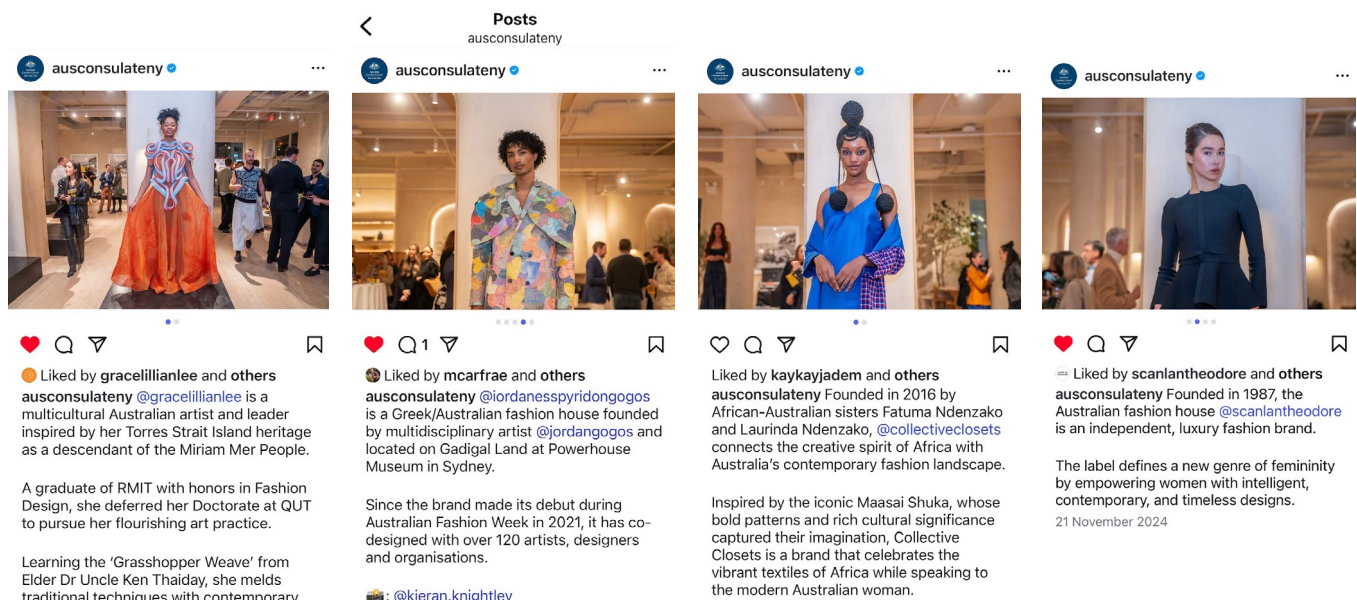 ausconsulateny
Liked by gracelillianlee and others
ausconsulateny @gracelillianlee is a
multicultural Australian artist and leader
inspired by her Torres Strait Island heritage
as a descendant of the Miriam Mer People.
A graduate of RMIT with honors in Fashion
Design, she deferred her Doctorate at QUT
to pursue her flourishing art practice.
Learning the ‘Grasshopper Weave’ from
Elder Dr Uncle Ken Thaiday, she melds
traditional techniques with contemporary
Posts
ausconsulateny
ausconsulateny
1
Liked by mcarfrae and others
ausconsulateny @iordanesspyridongogos
is a Greek/Australian fashion house founded
by multidisciplinary artist @jordangogos and
located on Gadigal Land at Powerhouse
Museum in Sydney.
Since the brand made its debut during
Australian Fashion Week in 2021, it has co-
designed with over 120 artists, designers
and organisations.
📸: @kieran.knightley
ausconsulateny
Liked by kaykayjadem and others
ausconsulateny Founded in 2016 by
African-Australian sisters Fatuma Ndenzako
and Laurinda Ndenzako, @collectiveclosets
connects the creative spirit of Africa with
Australia’s contemporary fashion landscape.
Inspired by the iconic Maasai Shuka, whose
bold patterns and rich cultural significance
captured their imagination, Collective
Closets is a brand that celebrates the
vibrant textiles of Africa while speaking to
the modern Australian woman.
ausconsulateny
Liked by scanlantheodore and others
ausconsulateny Founded in 1987, the
Australian fashion house @scanlantheodore
is an independent, luxury fashion brand.
The label defines a new genre of femininity
by empowering women with intelligent,
contemporary, and timeless designs.
21 November 2024